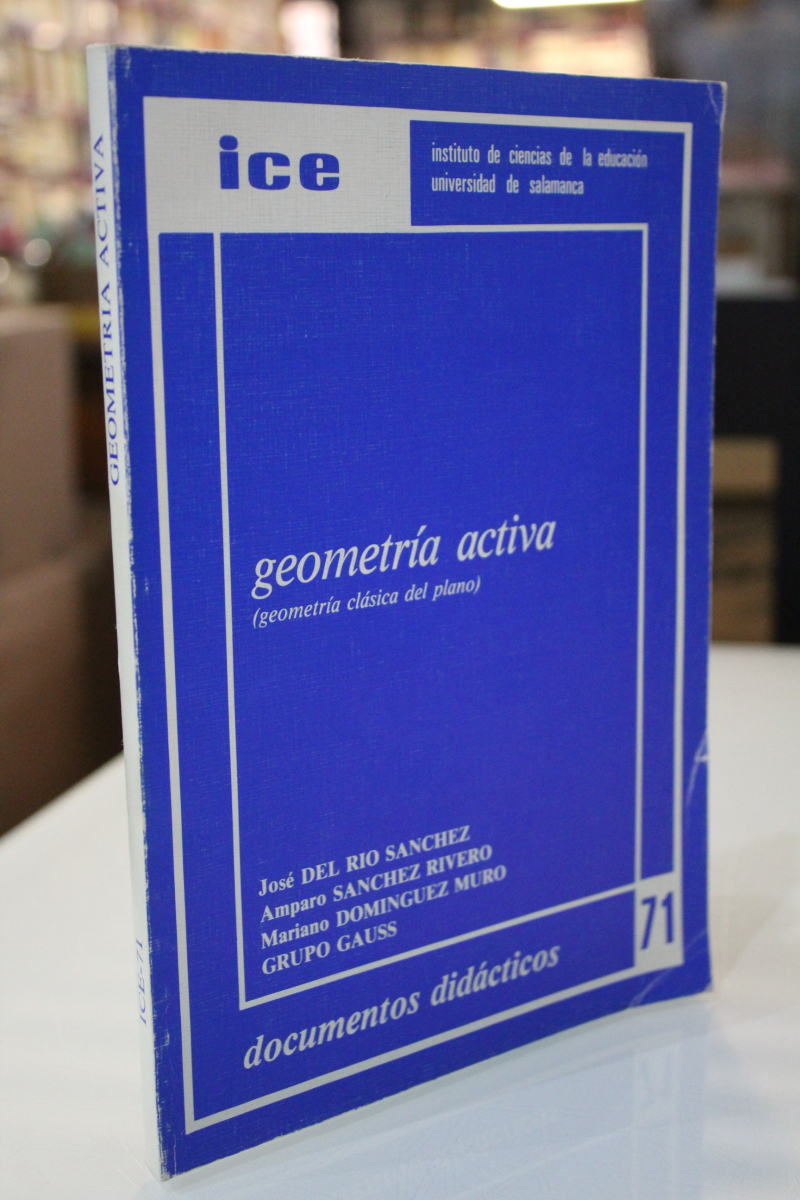 ice
instituto de ciencias de la educación
universidad de salamanca
geometría activa
(geometría clásica del plano)
José DEL RIO SANCHEZ
Amparo SANCHEZ RIVERO
Mariano DOMINGUEZ MURO
GRUPO GAUSS
71
documentos didácticos
GEOMETRIA ACTIVA
ICE-71